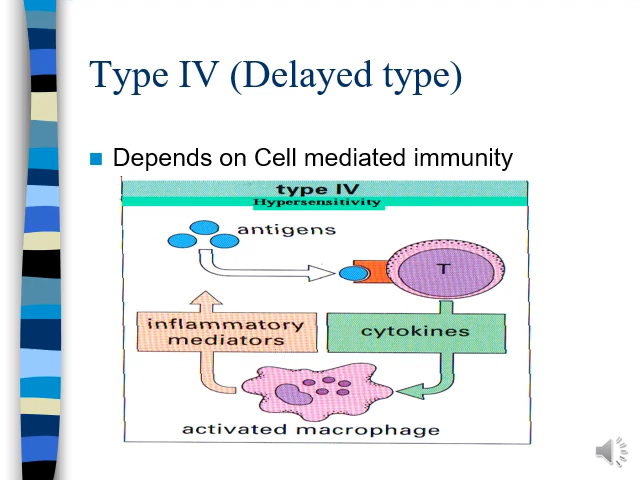 Type IV (Delayed type)
Depends on Cell mediated immunity
type IV
Hypersensitivity
antigens
T
inflammatory
mediators
cytokines
activated macrophage